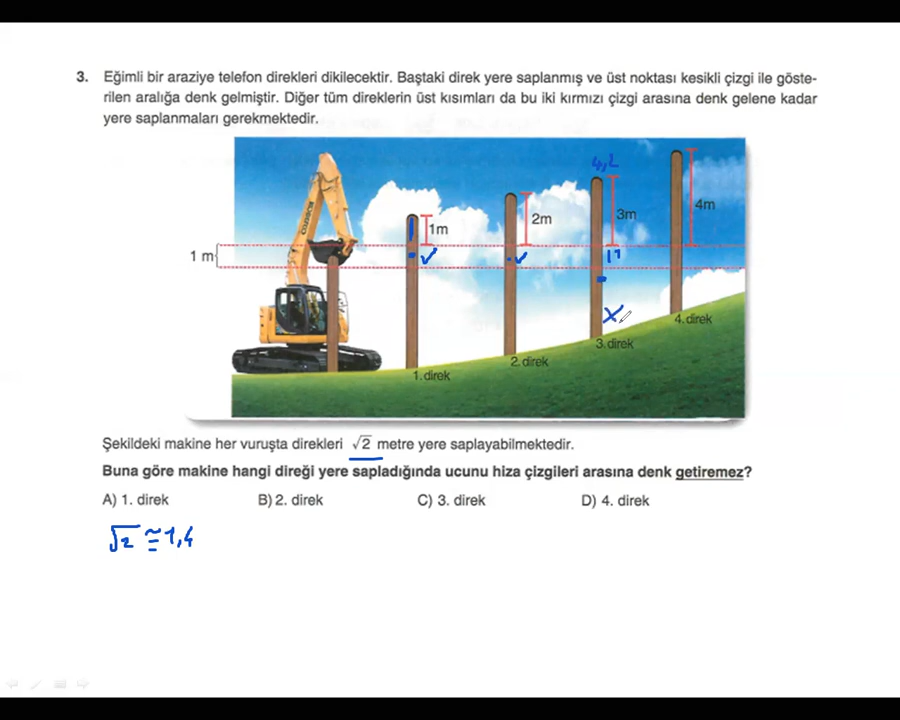 3. Eğimli bir araziye telefon direkleri dikilecektir. Baştaki direk yere saplanmış ve üst noktası kesikli çizgi ile göste-
rilen aralığa denk gelmiştir. Diğer tüm direklerin üst kısımları da bu iki kırmızı çizgi arasına denk gelene kadar
yere saplanmaları gerekmektedir.
4,2
1m
2m
3m
4m
1 m
1. direk
2. direk
3. direk
4. direk
Şekildeki makine her vuruşta direkleri √2 metre yere saplayabilmektedir.
Buna göre makine hangi direği yere sapladığında ucunu hiza çizgileri arasına denk getiremez?
A) 1. direk B) 2. direk C) 3. direk D) 4. direk
√2 ≅ 1,4